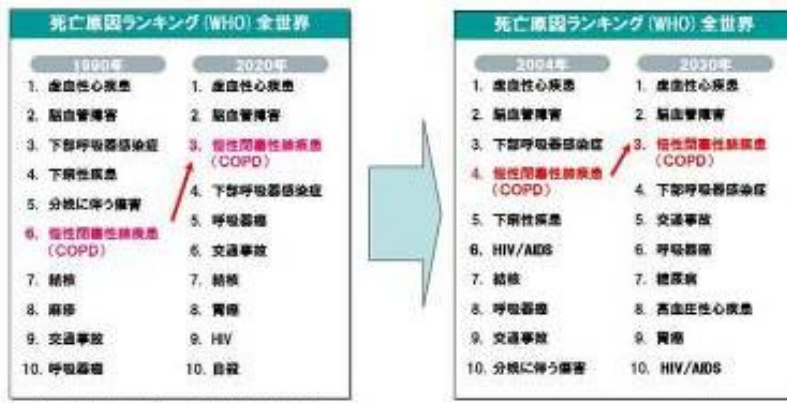 死亡原因ランキング(WHO) 全世界
1990年
1. 虚血性心疾患
2. 脳血管障害
3. 下部呼吸器感染症
4. 下痢性疾患
5. 分娩に伴う傷害
6. 慢性閉塞性肺疾患
(COPD)
7. 結核
8. 麻疹
9. 交通事故
10. 呼吸器癌
2020年
1. 虚血性心疾患
2. 脳血管障害
3. 慢性閉塞性肺疾患
(COPD)
4. 下部呼吸器感染症
5. 呼吸器癌
6. 交通事故
7. 結核
8. 胃癌
9. HIV
10. 自殺
死亡原因ランキング(WHO) 全世界
2004年
1. 虚血性心疾患
2. 脳血管障害
3. 下部呼吸器感染症
4. 慢性閉塞性肺疾患
(COPD)
5. 下痢性疾患
6. HIV/AIDS
7. 結核
8. 呼吸器癌
9. 交通事故
10. 分娩に伴う傷害
2030年
1. 虚血性心疾患
2. 脳血管障害
3. 慢性閉塞性肺疾患
(COPD)
4. 下部呼吸器感染症
5. 交通事故
6. 呼吸器癌
7. 糖尿病
8. 高血圧性心疾患
9. 胃癌
10. HIV/AIDS